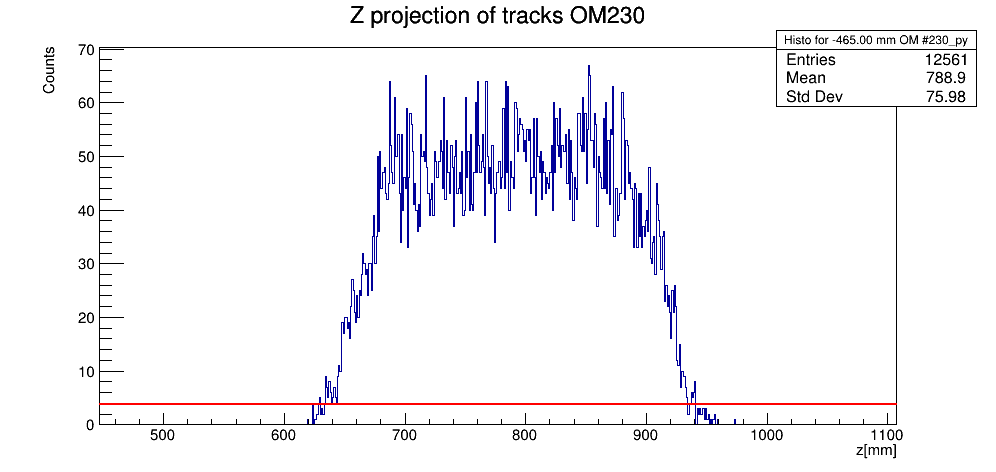 Z projection of tracks OM230
Histo for -465.00 mm OM #230_py
Entries 12561
Mean 788.9
Std Dev 75.98
Counts
70
60
50
40
30
20
10
0
500 600 700 800 900 1000 1100
z[mm]